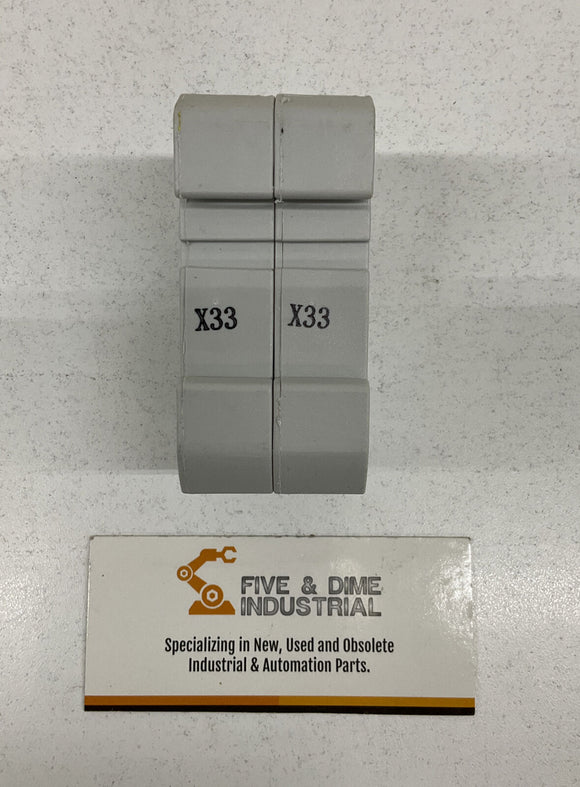 X33 X33
FIVE & DIME
INDUSTRIAL
Specializing in New, Used and Obsolete
Industrial & Automation Parts.